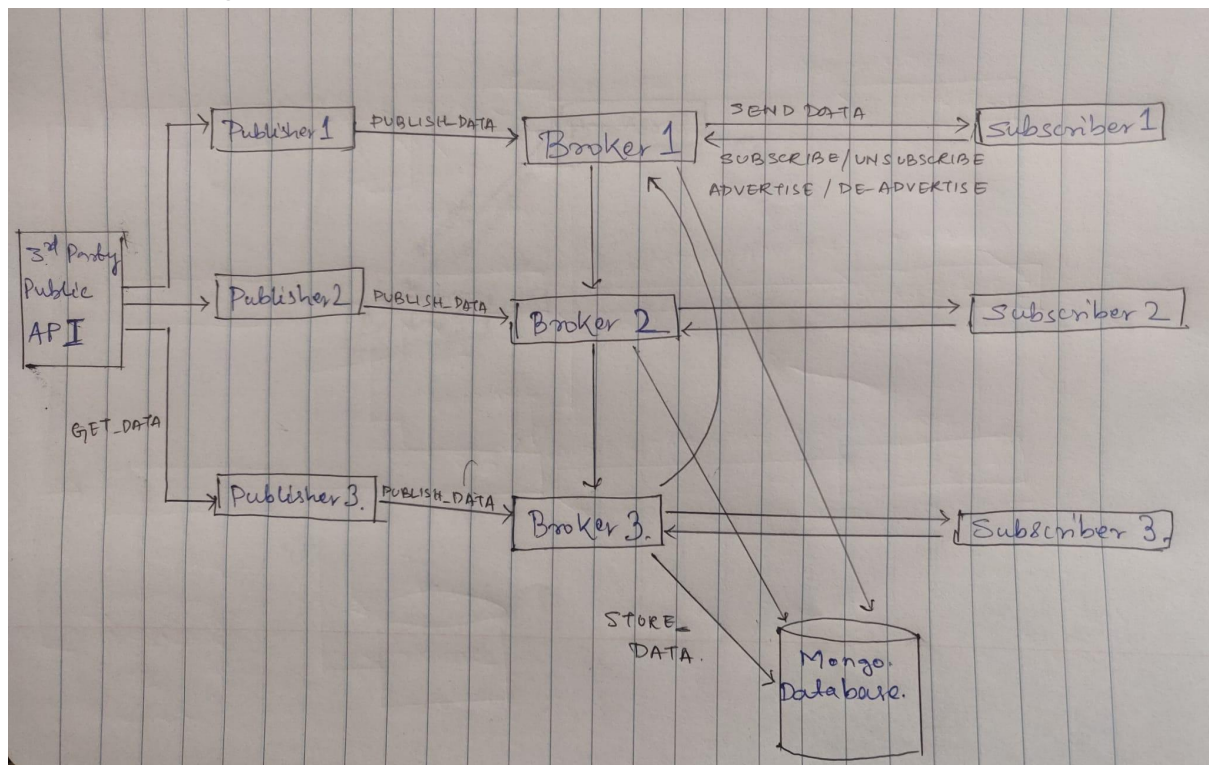 Publisher 1
PUBLISH_DATA
Broker 1
SEND DATA
Subscriber 1
SUBSCRIBE/UNSUBSCRIBE
ADVERTISE / DE-ADVERTISE
3rd Party
Public
API
Publisher 2
PUBLISH_DATA
Broker 2
Subscriber 2
GET_DATA
Publisher 3.
PUBLISH_DATA
Broker 3.
Subscriber 3.
STORE_
DATA.
Mongo.
Database.